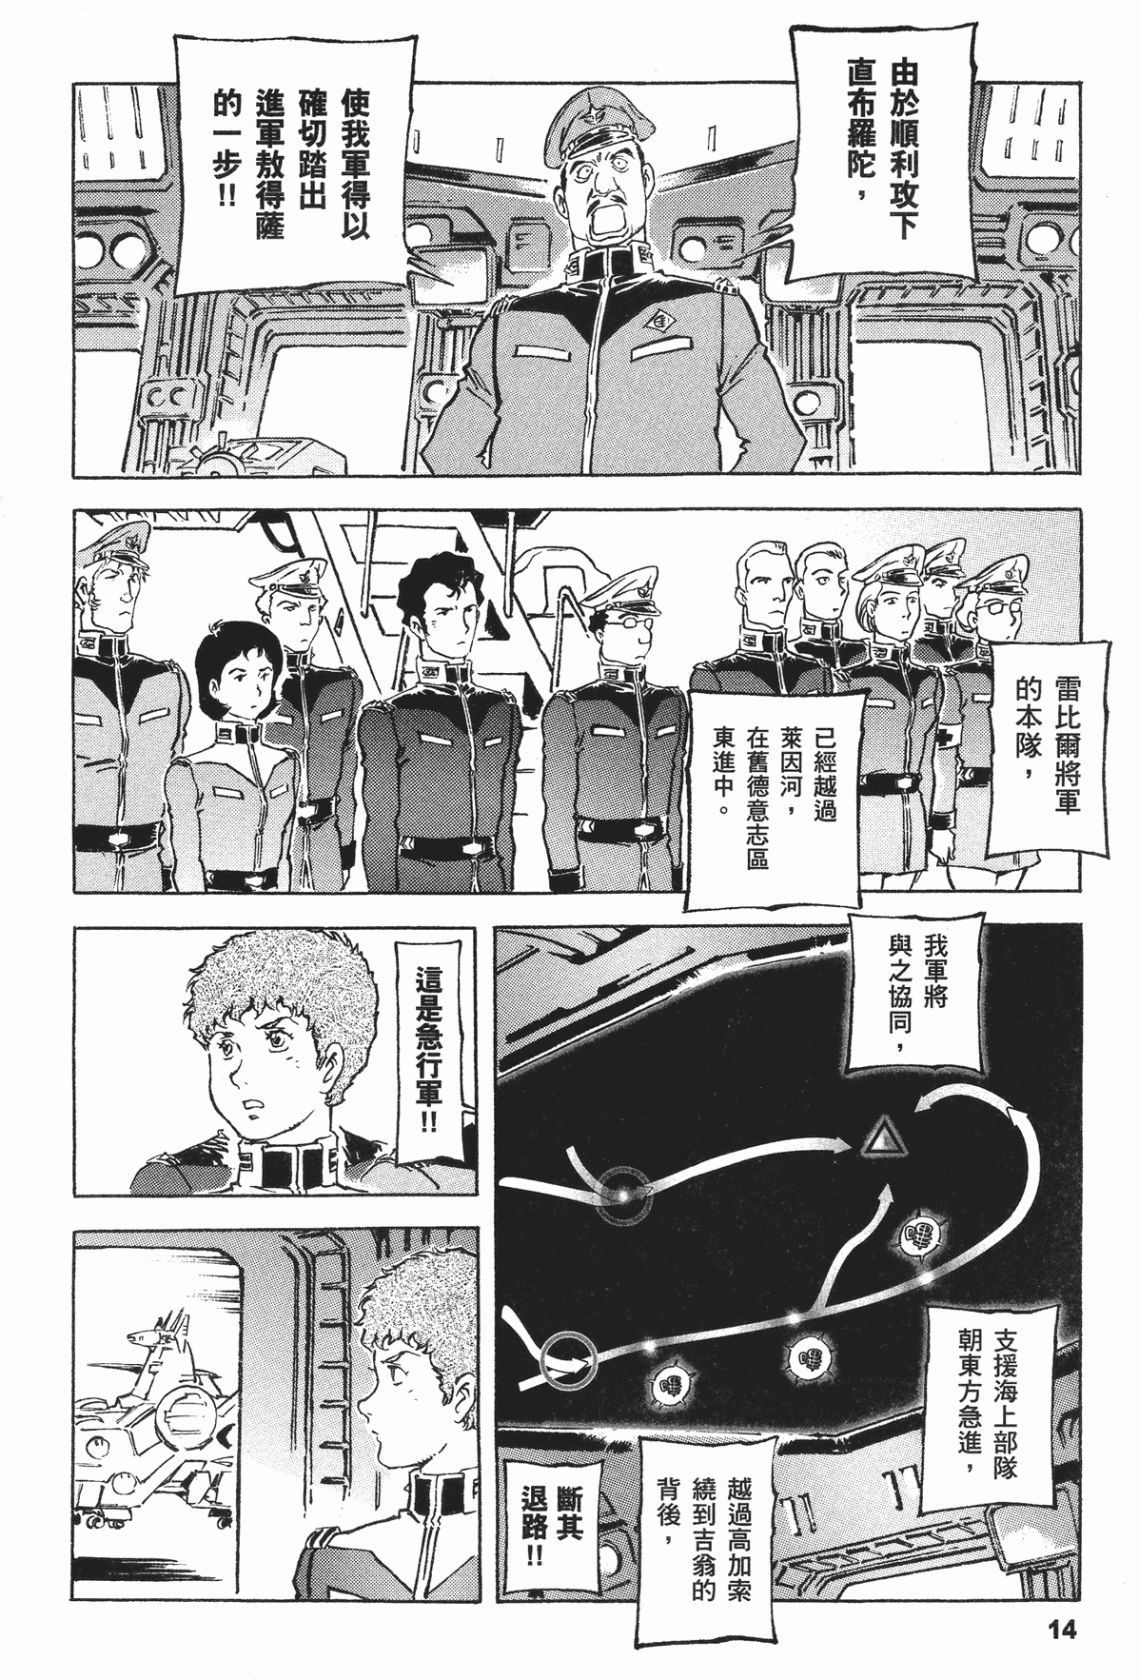 由於順利攻下
直布羅陀，
使我軍得以
確切踏出
進軍敖得薩
的一步!!
雷比爾將軍
的本隊，
已經越過
萊因河，
在舊德意志區
東進中。
我軍將
與之協同，
支援海上部隊
朝東方急進，
越過高加索
繞到吉翁的
背後，
斷其
退路!!
這是急行軍!!
14